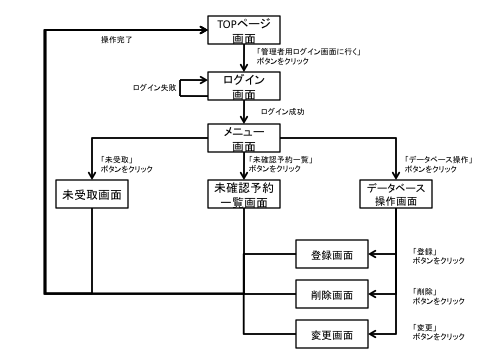 TOPページ
画面
操作完了
「管理者用ログイン画面に行く」
ボタンをクリック
ログイン
画面
ログイン失敗
ログイン成功
メニュー
画面
「未受取」
ボタンをクリック
「未確認予約一覧」
ボタンをクリック
「データベース操作」
ボタンをクリック
未受取画面
未確認予約
一覧画面
データベース
操作画面
登録画面
「登録」
ボタンをクリック
削除画面
「削除」
ボタンをクリック
変更画面
「変更」
ボタンをクリック